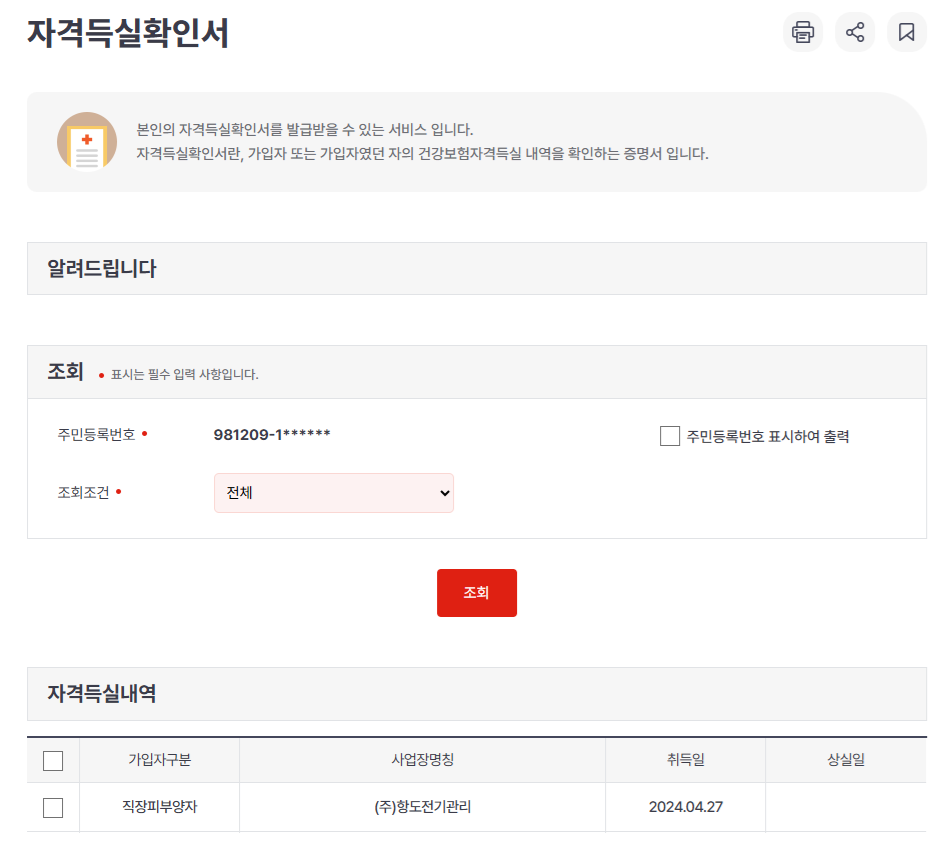 자격득실확인서
본인의 자격득실확인서를 발급받을 수 있는 서비스 입니다.
자격득실확인서란, 가입자 또는 가입자였던 자의 건강보험자격득실 내역을 확인하는 증명서 입니다.
알려드립니다
조회 • 표시는 필수 입력 사항입니다.
주민등록번호 • 981209-1****** 주민등록번호 표시하여 출력
조회조건 • 전체
조회
자격득실내역
가입자구분 사업장명칭 취득일 상실일
직장피부양자 (주)항도전기관리 2024.04.27